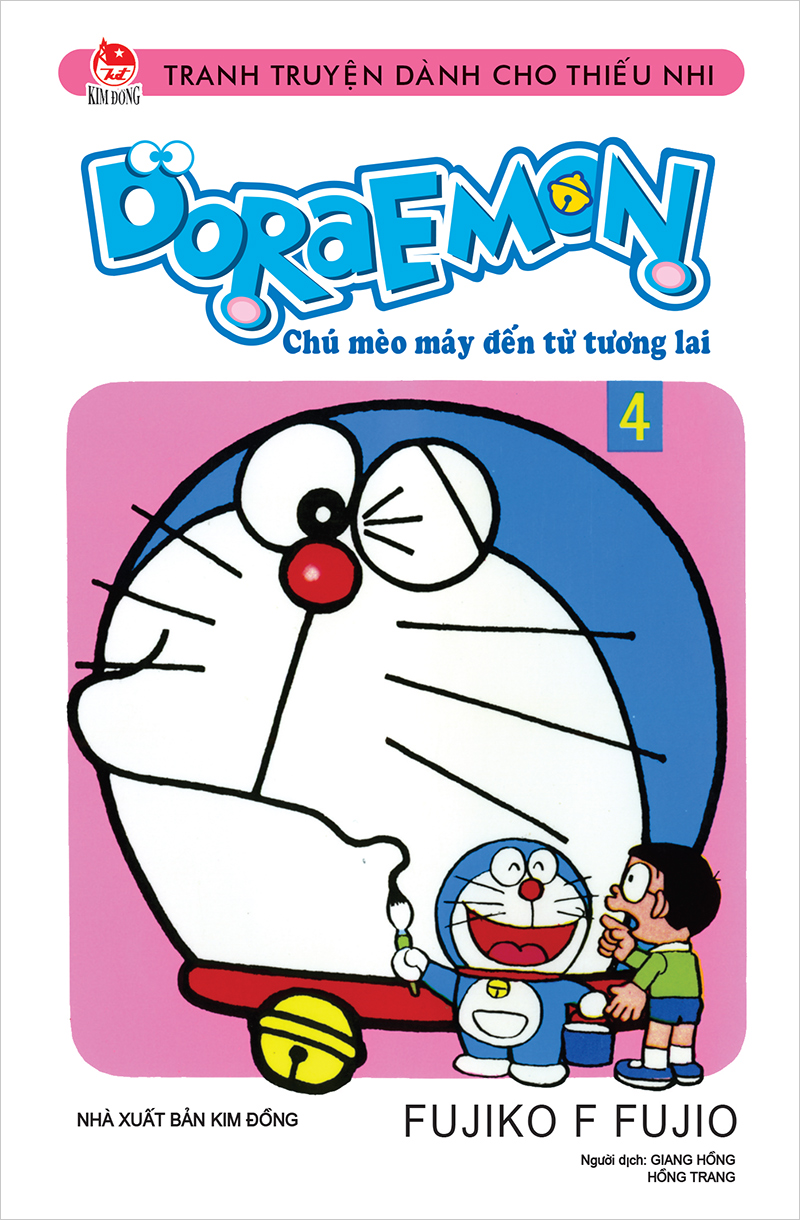 KIM ĐỒNG
TRANH TRUYỆN DÀNH CHO THIẾU NHI
DORAEMON
Chú mèo máy đến từ tương lai
4
NHÀ XUẤT BẢN KIM ĐỒNG
FUJIKO F FUJIO
Người dịch: GIANG HỒNG
HỒNG TRANG